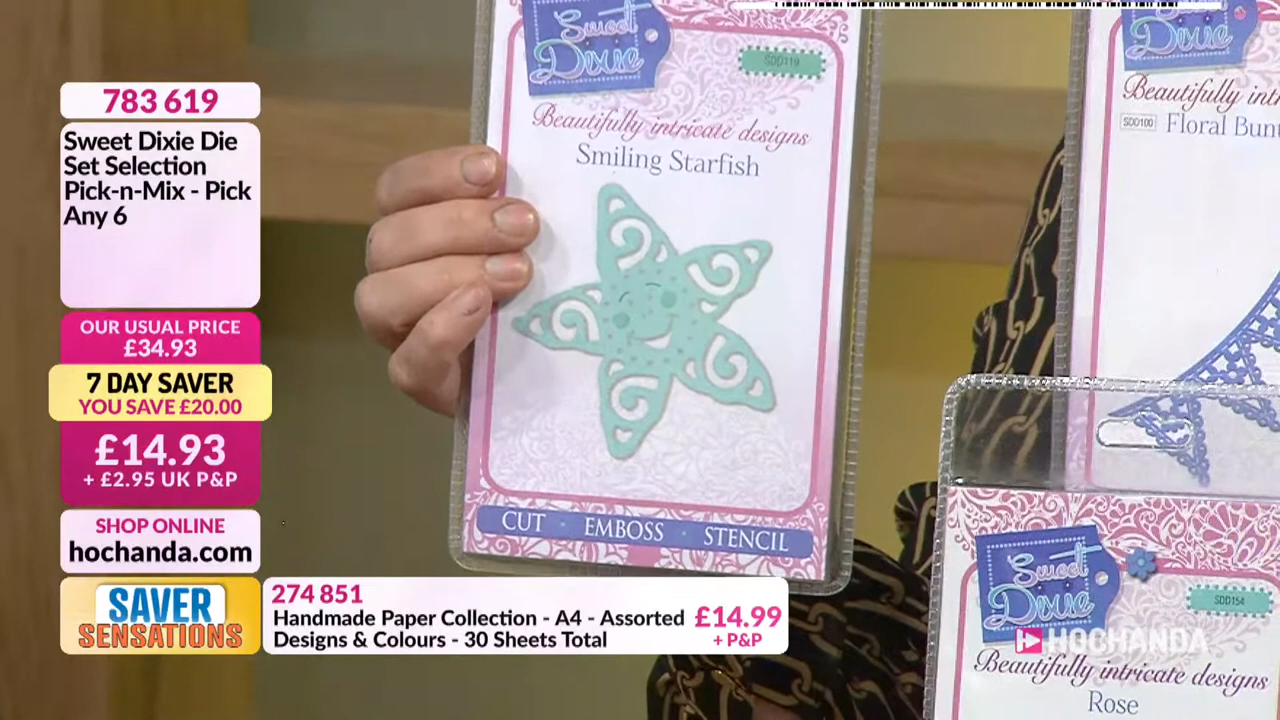 783 619
Sweet Dixie Die
Set Selection
Pick-n-Mix - Pick
Any 6
OUR USUAL PRICE
£34.93
7 DAY SAVER
YOU SAVE £20.00
£14.93
+ £2.95 UK P&P
SHOP ONLINE
hochanda.com
SAVER
SENSATIONS
274 851
Handmade Paper Collection - A4 - Assorted
Designs & Colours - 30 Sheets Total
£14.99
+ P&P
Sweet
Dixie
SDD119
Beautifully intricate designs
Smiling Starfish
CUT · EMBOSS · STENCIL
Sweet
Dixie
Beautifully
SDD100
Floral
Sweet
Dixie
SDD154
HOCHANDA
Beautifully intricate designs
Rose